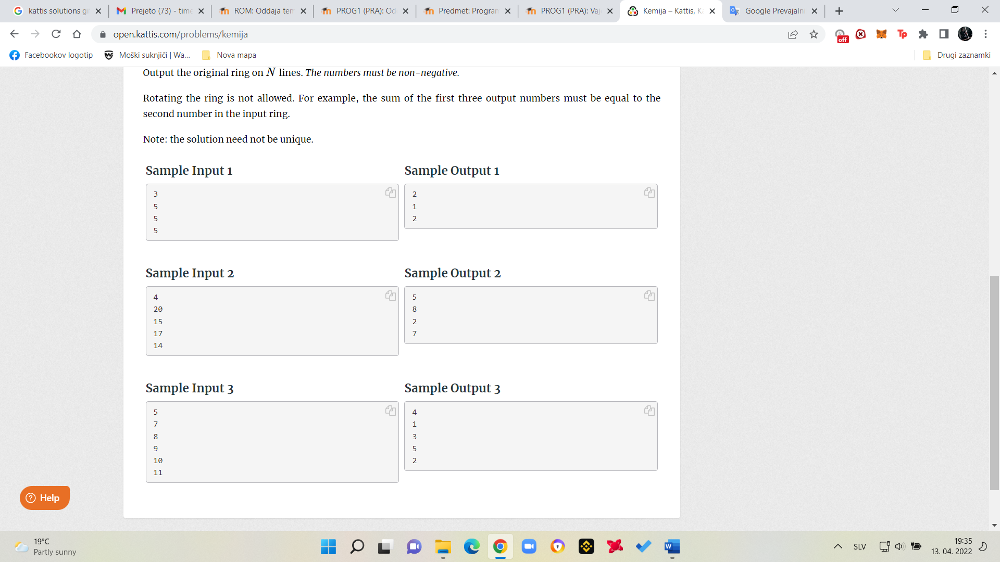 kattis solutions gi
Prejeto (73) - time
ROM: Oddaja tem
PROG1 (PRA): Od
Predmet: Program
PROG1 (PRA): Vaj
Kemija – Kattis, Ka
Google Prevajalni
open.kattis.com/problems/kemija
off
Tp
Facebookov logotip
Moški suknjiči | Wa...
Nova mapa
Drugi zaznamki
Output the original ring on N lines. The numbers must be non-negative.
Rotating the ring is not allowed. For example, the sum of the first three output numbers must be equal to the
second number in the input ring.
Note: the solution need not be unique.
Sample Input 1
3
5
5
5
Sample Output 1
2
1
2
Sample Input 2
4
20
15
17
14
Sample Output 2
5
8
2
7
Sample Input 3
5
7
8
9
10
11
Sample Output 3
4
1
3
5
2
Help
19°C
Partly sunny
SLV
19:35
13. 04. 2022